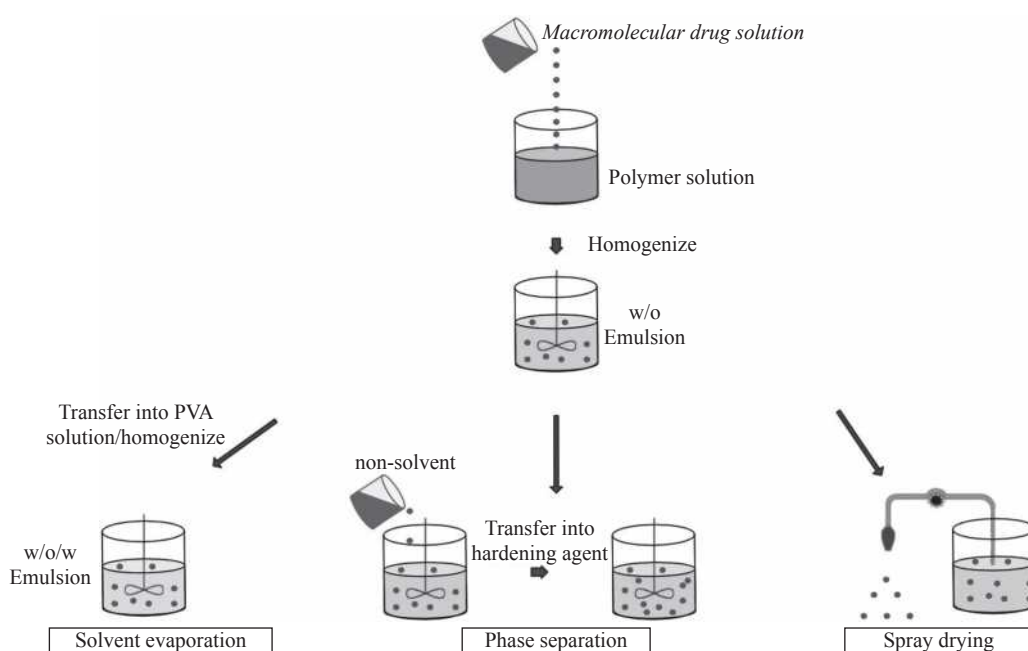 Macromolecular drug solution
Polymer solution
Homogenize
w/o
Emulsion
Transfer into PVA
solution/homogenize
non-solvent
Transfer into
hardening agent
w/o/w
Emulsion
Solvent evaporation
Phase separation
Spray drying